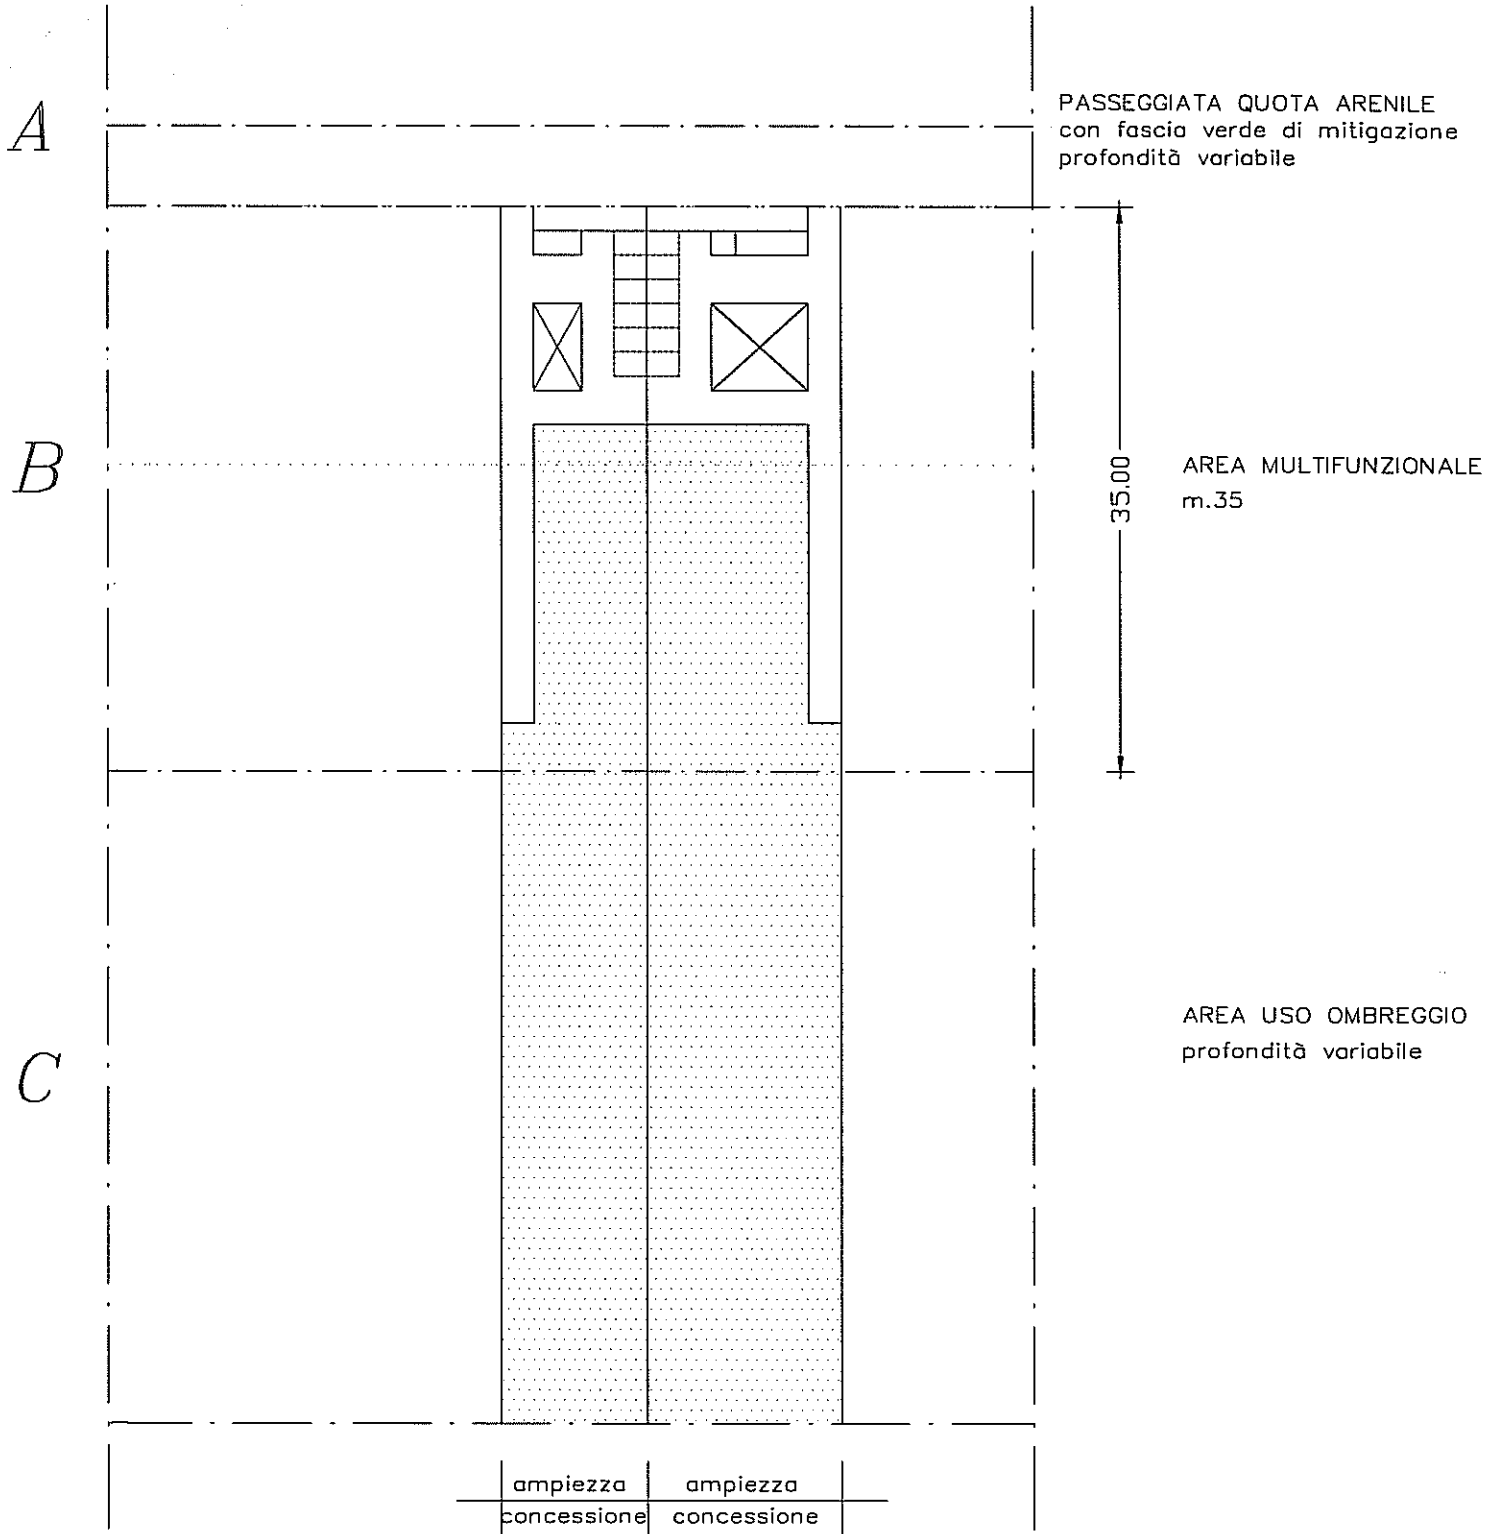 A
PASSEGGIATA QUOTA ARENILE
con fascia verde di mitigazione
profondità variabile
B
35.00
AREA MULTIFUNZIONALE
m.35
C
AREA USO OMBREGGIO
profondità variabile
ampiezza ampiezza
concessione concessione